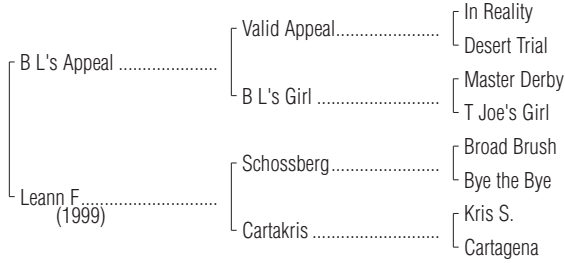 In Reality
Valid Appeal....................
Desert Trial
B L's Appeal ...................
Master Derby
B L's Girl .......................
T Joe's Girl
Broad Brush
Schossberg.....................
Bye the Bye
Leann F..........................
(1999)
Kris S.
Cartakris ........................
Cartagena